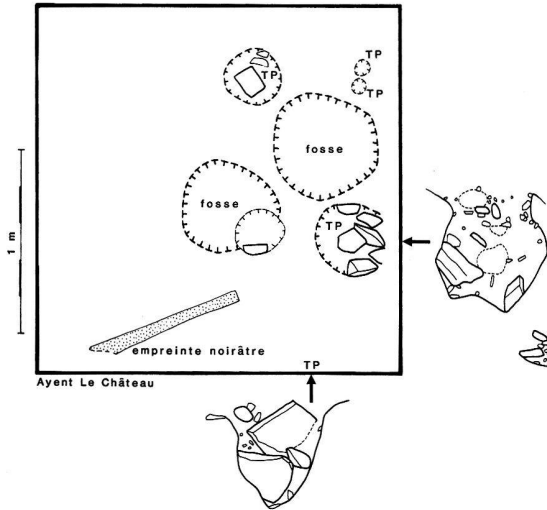 TP
TP
TP
fosse
fosse
TP
1 m
empreinte noirâtre
TP
Ayent Le Château